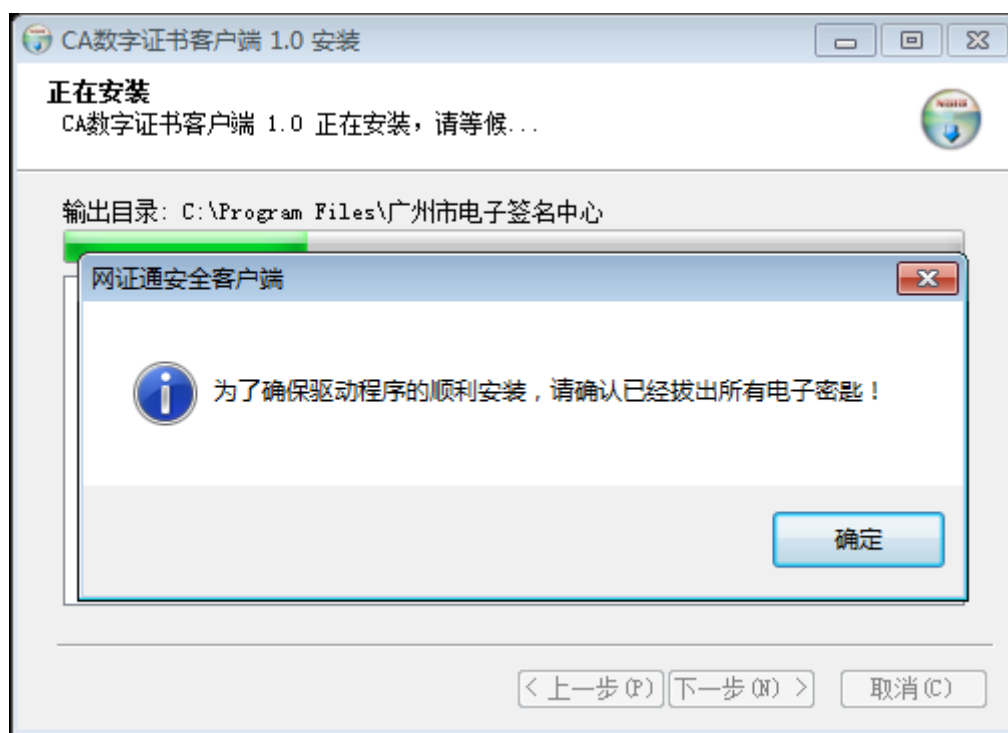 CA数字证书客户端 1.0 安装
正在安装
CA数字证书客户端 1.0 正在安装，请等候...
输出目录: C:\Program Files\广州市电子签名中心
网证通安全客户端
为了确保驱动程序的顺利安装，请确认已经拔出所有电子密匙！
确定
< 上一步(P)
下一步(N) >
取消(C)